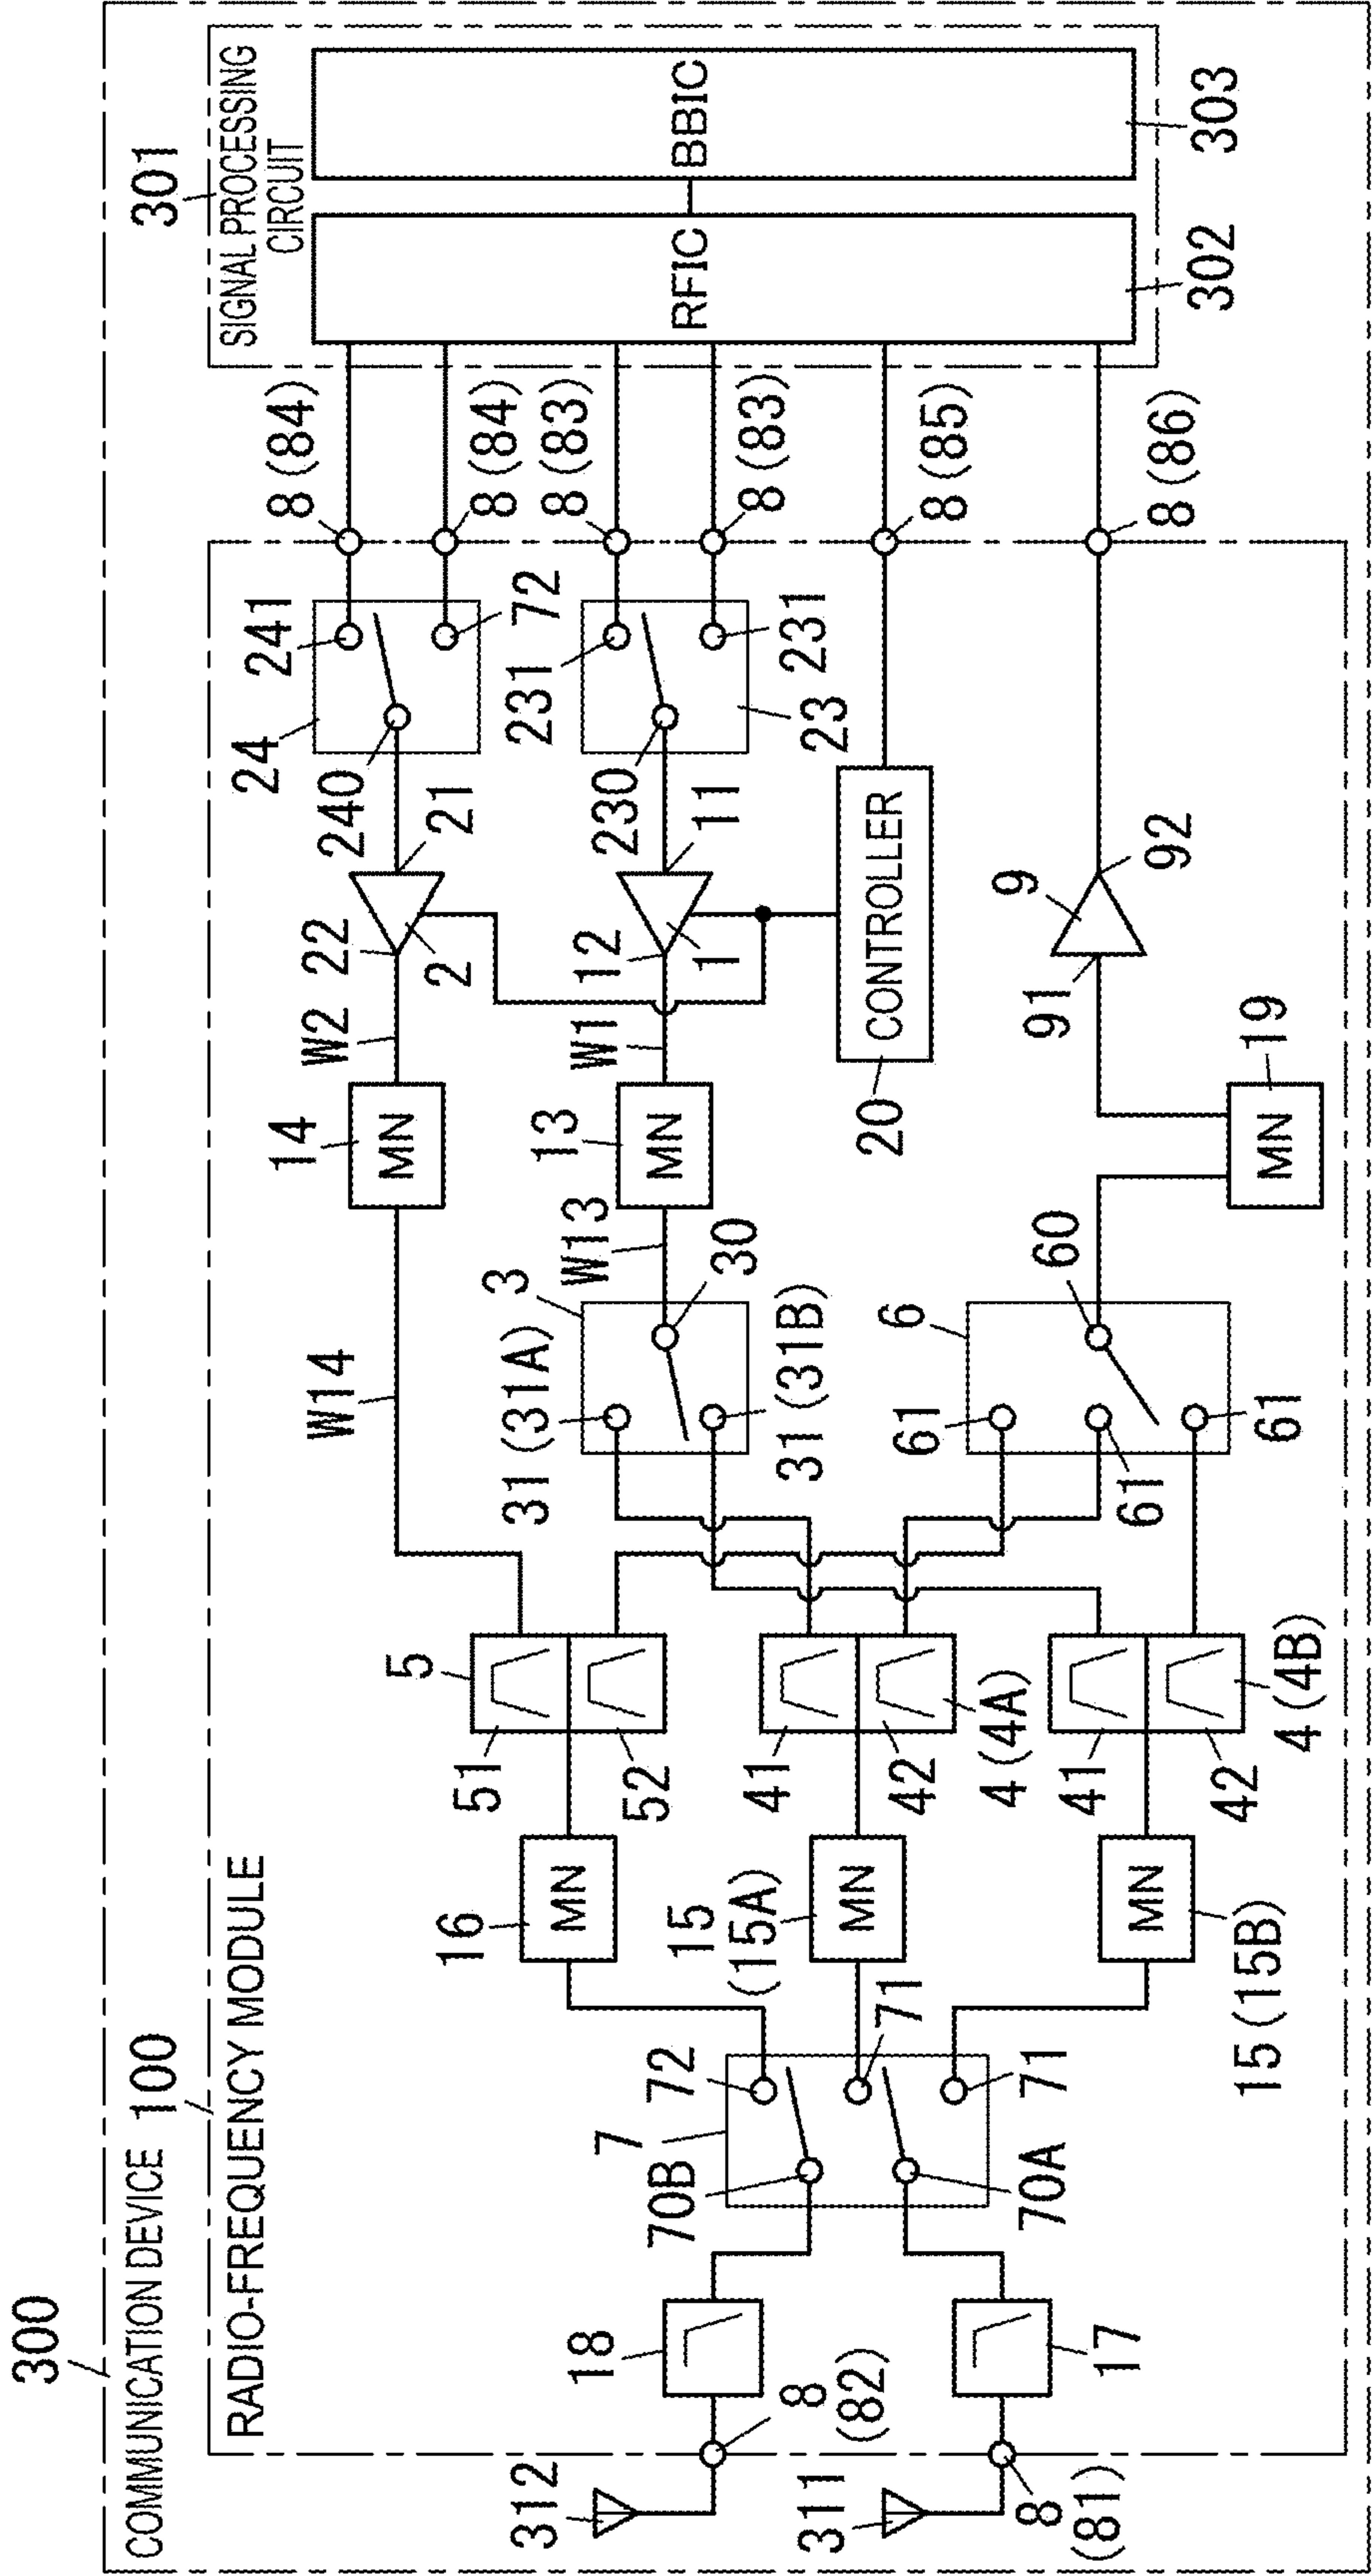 300
COMMUNICATION DEVICE
100
RADIO-FREQUENCY MODULE
301
SIGNAL PROCESSING
CIRCUIT
RFIC
BBIC
302
303
312
311
8
(82)
8
(81)
18
17
7
70B
70A
72
71
71
16
15
(15A)
15 (15B)
51
52
5
41
42
4 (4A)
41
42
4 (4B)
MN
MN
MN
W14
31 (31A)
3
31 (31B)
30
W13
61
61
61
6
60
14
MN
13
MN
MN
19
W2
22
2
21
W1
12
1
11
20
CONTROLLER
91
9
92
24
240
241
72
230
231
231
23
8 (84)
8 (84)
8 (83)
8 (83)
8 (85)
8 (86)